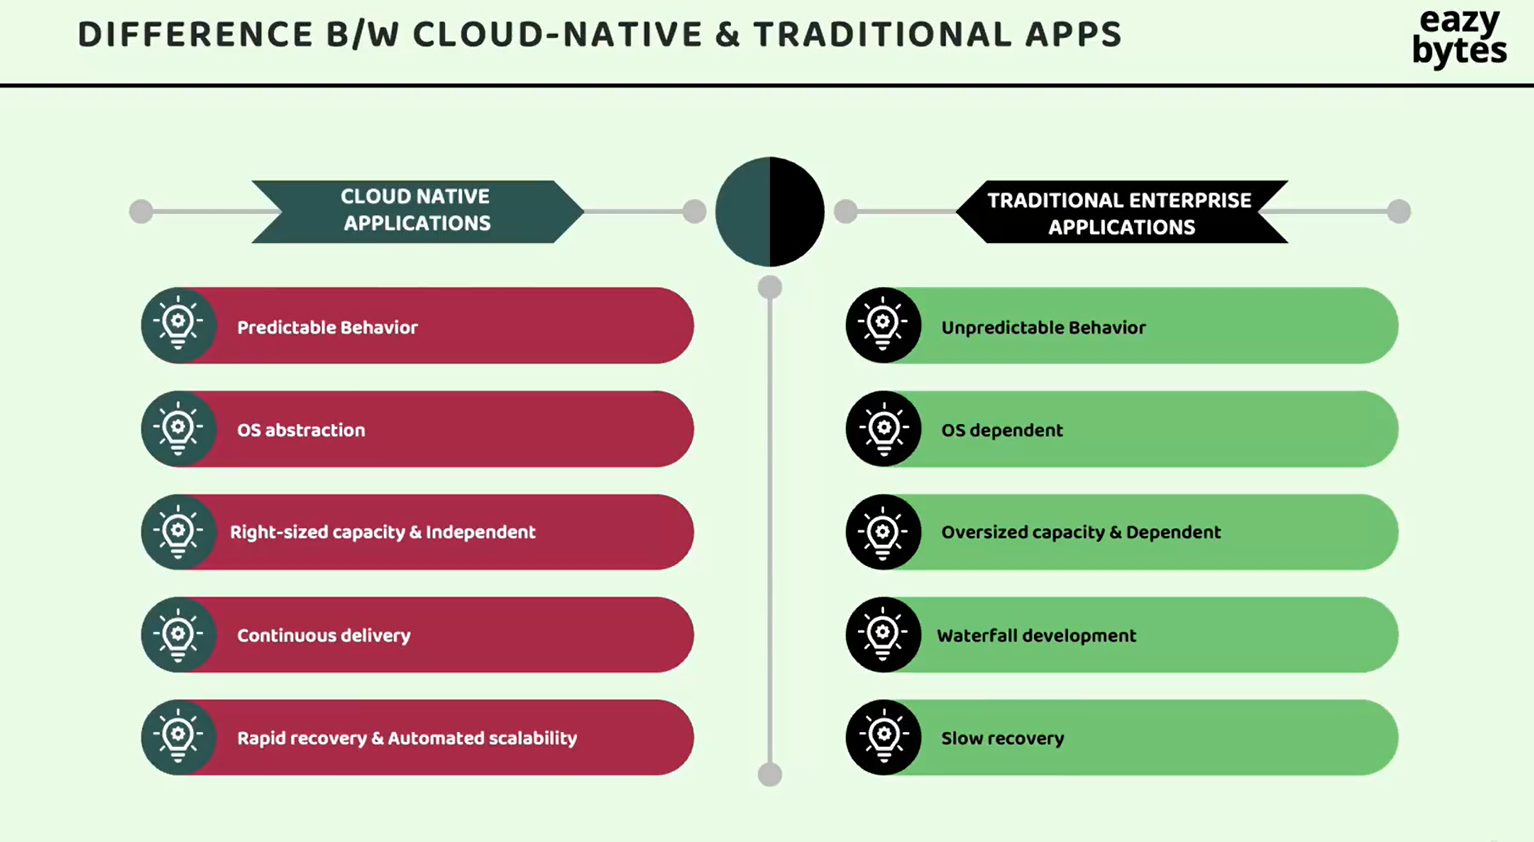 DIFFERENCE B/W CLOUD-NATIVE & TRADITIONAL APPS
eazy
bytes
CLOUD NATIVE
APPLICATIONS
TRADITIONAL ENTERPRISE
APPLICATIONS
Predictable Behavior
Unpredictable Behavior
OS abstraction
OS dependent
Right-sized capacity & Independent
Oversized capacity & Dependent
Continuous delivery
Waterfall development
Rapid recovery & Automated scalability
Slow recovery